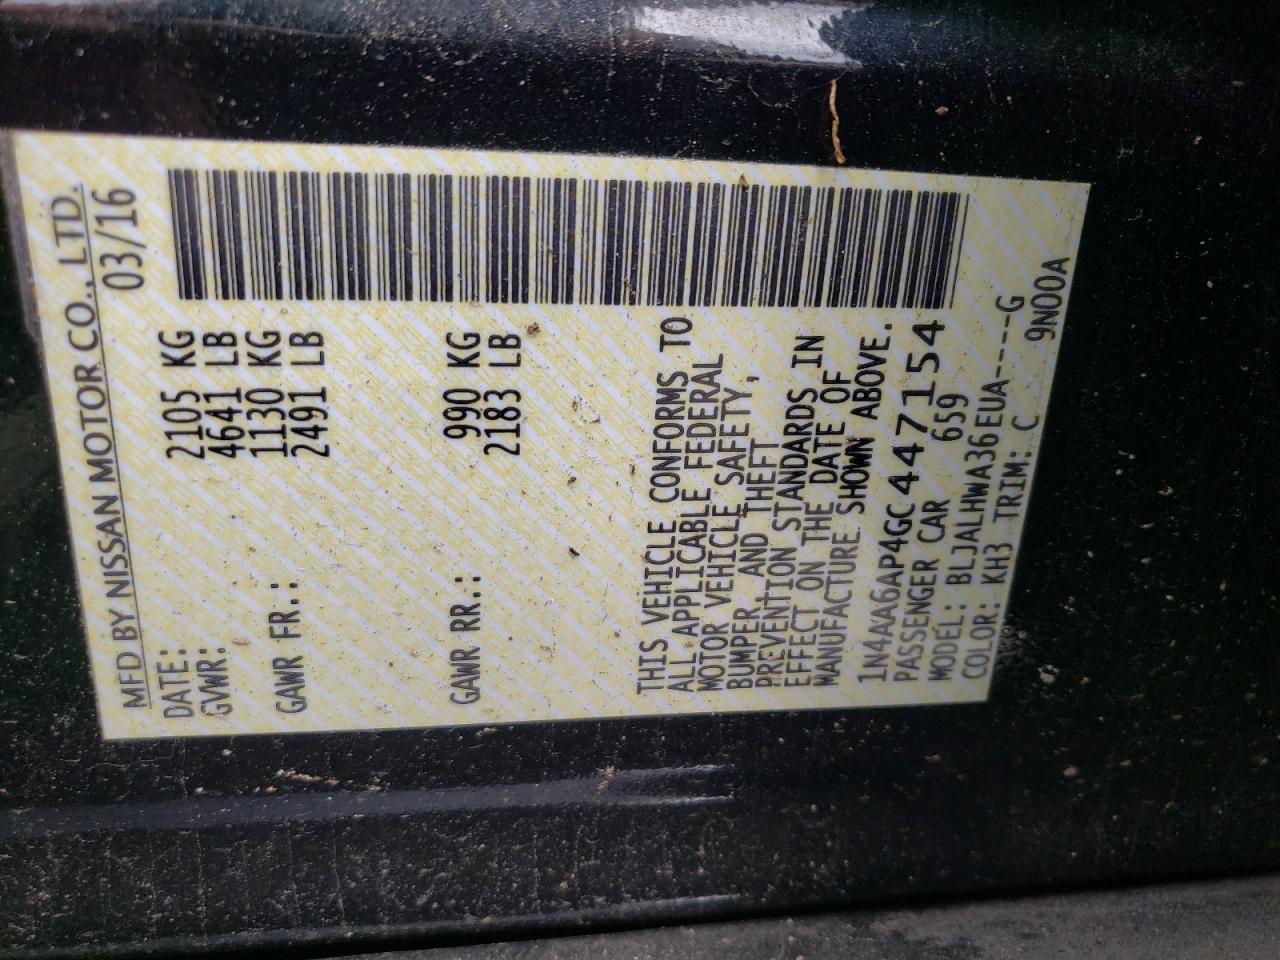 MFD BY NISSAN MOTOR CO., LTD.
DATE: 03/16
GVWR: 2105 KG
4641 LB
GAWR FR.: 1130 KG
2491 LB
GAWR RR.: 990 KG
2183 LB
THIS VEHICLE CONFORMS TO
ALL APPLICABLE FEDERAL
MOTOR VEHICLE SAFETY,
BUMPER, AND THEFT
PREVENTION STANDARDS IN
EFFECT ON THE DATE OF
MANUFACTURE SHOWN ABOVE.
1N4AA6AP4GC447154
PASSENGER CAR 659
MODEL: BLJALHWA36EUA----G
COLOR: KH3 TRIM: C 9N00A